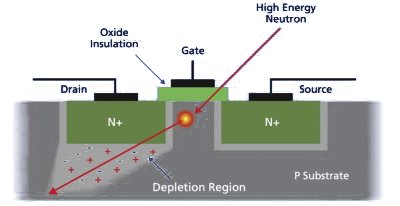 High Energy
Neutron
Oxide
Insulation
Gate
Drain
Source
N+
N+
P Substrate
Depletion Region